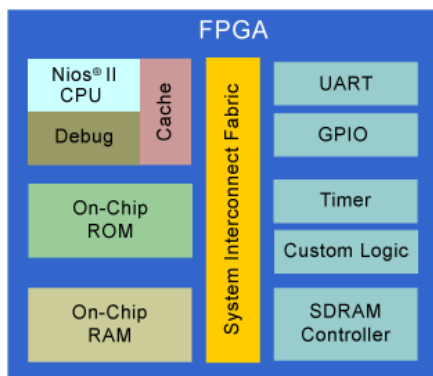 FPGA
Nios® II
CPU
Debug
Cache
On-Chip
ROM
On-Chip
RAM
System Interconnect Fabric
UART
GPIO
Timer
Custom Logic
SDRAM
Controller